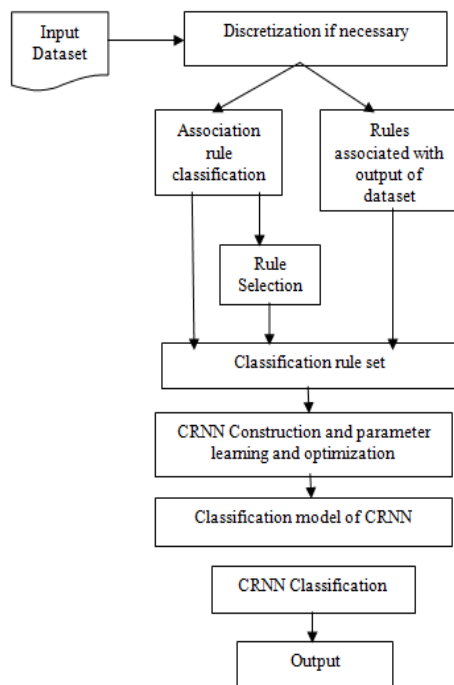 Input
Dataset
Discretization if necessary
Association
rule
classification
Rules
associated with
output of
dataset
Rule
Selection
Classification rule set
CRNN Construction and parameter
learning and optimization
Classification model of CRNN
CRNN Classification
Output